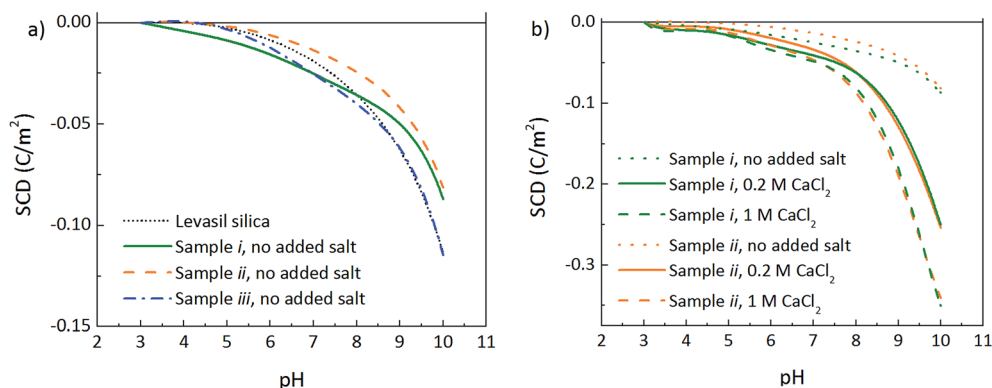 a)
SCD (C/m²)
0.00
-0.05
-0.10
-0.15
Levasil silica
Sample i, no added salt
Sample ii, no added salt
Sample iii, no added salt
2 3 4 5 6 7 8 9 10 11
pH
b)
SCD (C/m²)
0.0
-0.1
-0.2
-0.3
Sample i, no added salt
Sample i, 0.2 M CaCl₂
Sample i, 1 M CaCl₂
Sample ii, no added salt
Sample ii, 0.2 M CaCl₂
Sample ii, 1 M CaCl₂
2 3 4 5 6 7 8 9 10 11
pH